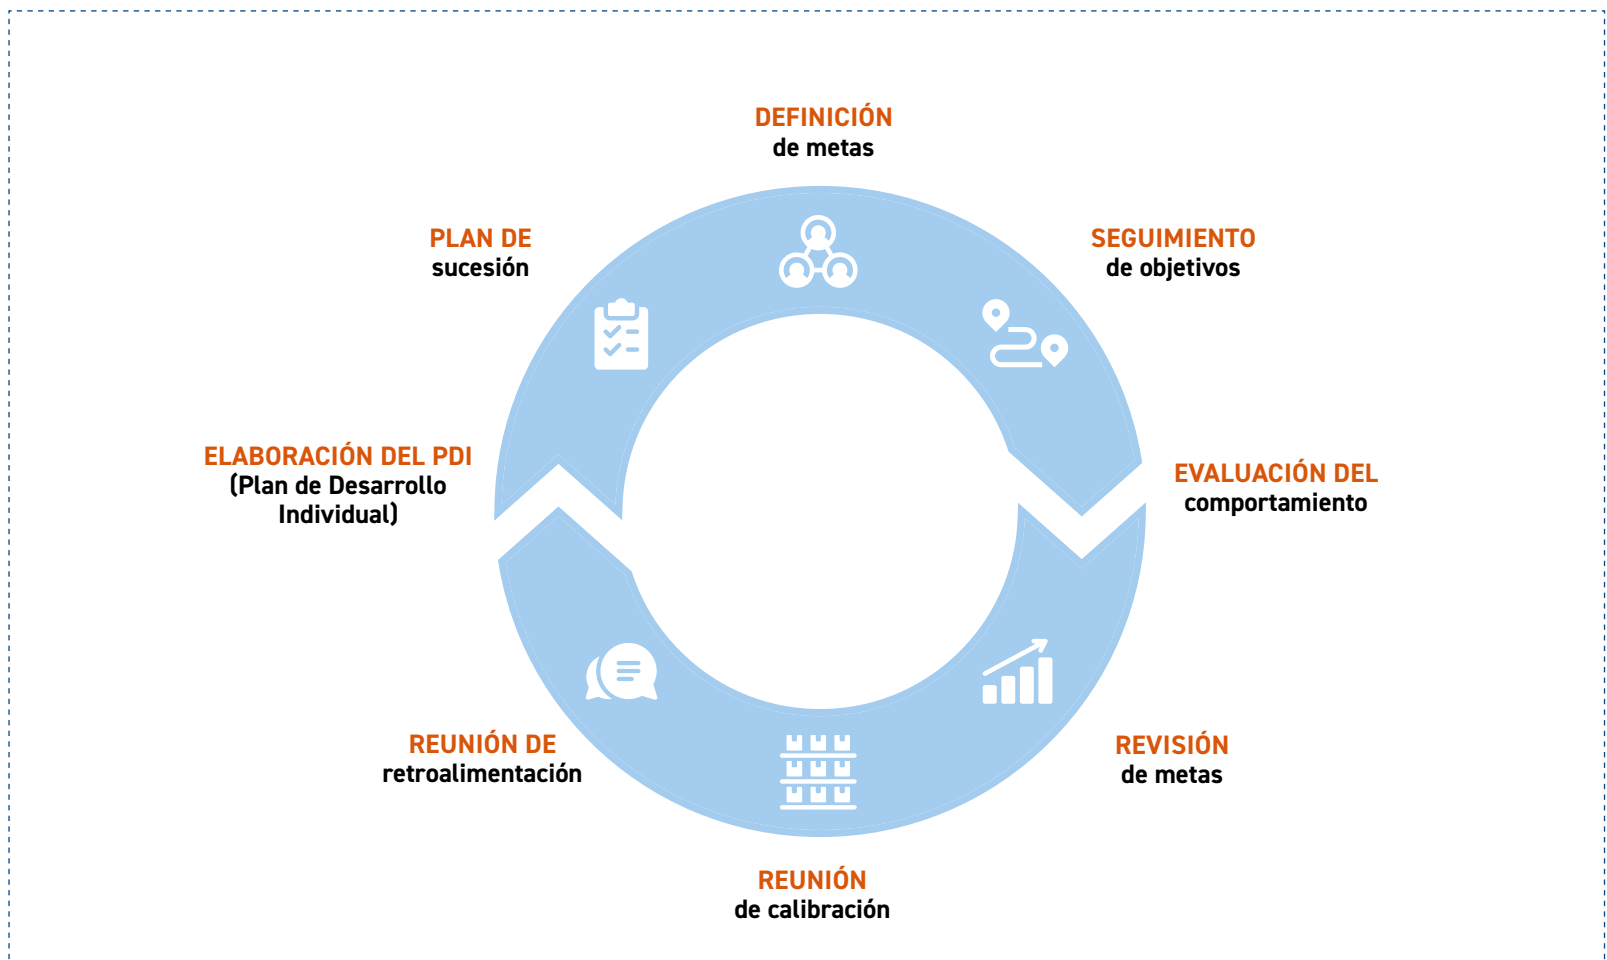 DEFINICIÓN
de metas
SEGUIMIENTO
de objetivos
EVALUACIÓN DEL
comportamiento
REVISIÓN
de metas
REUNIÓN
de calibración
REUNIÓN DE
retroalimentación
ELABORACIÓN DEL PDI
(Plan de Desarrollo
Individual)
PLAN DE
sucesión